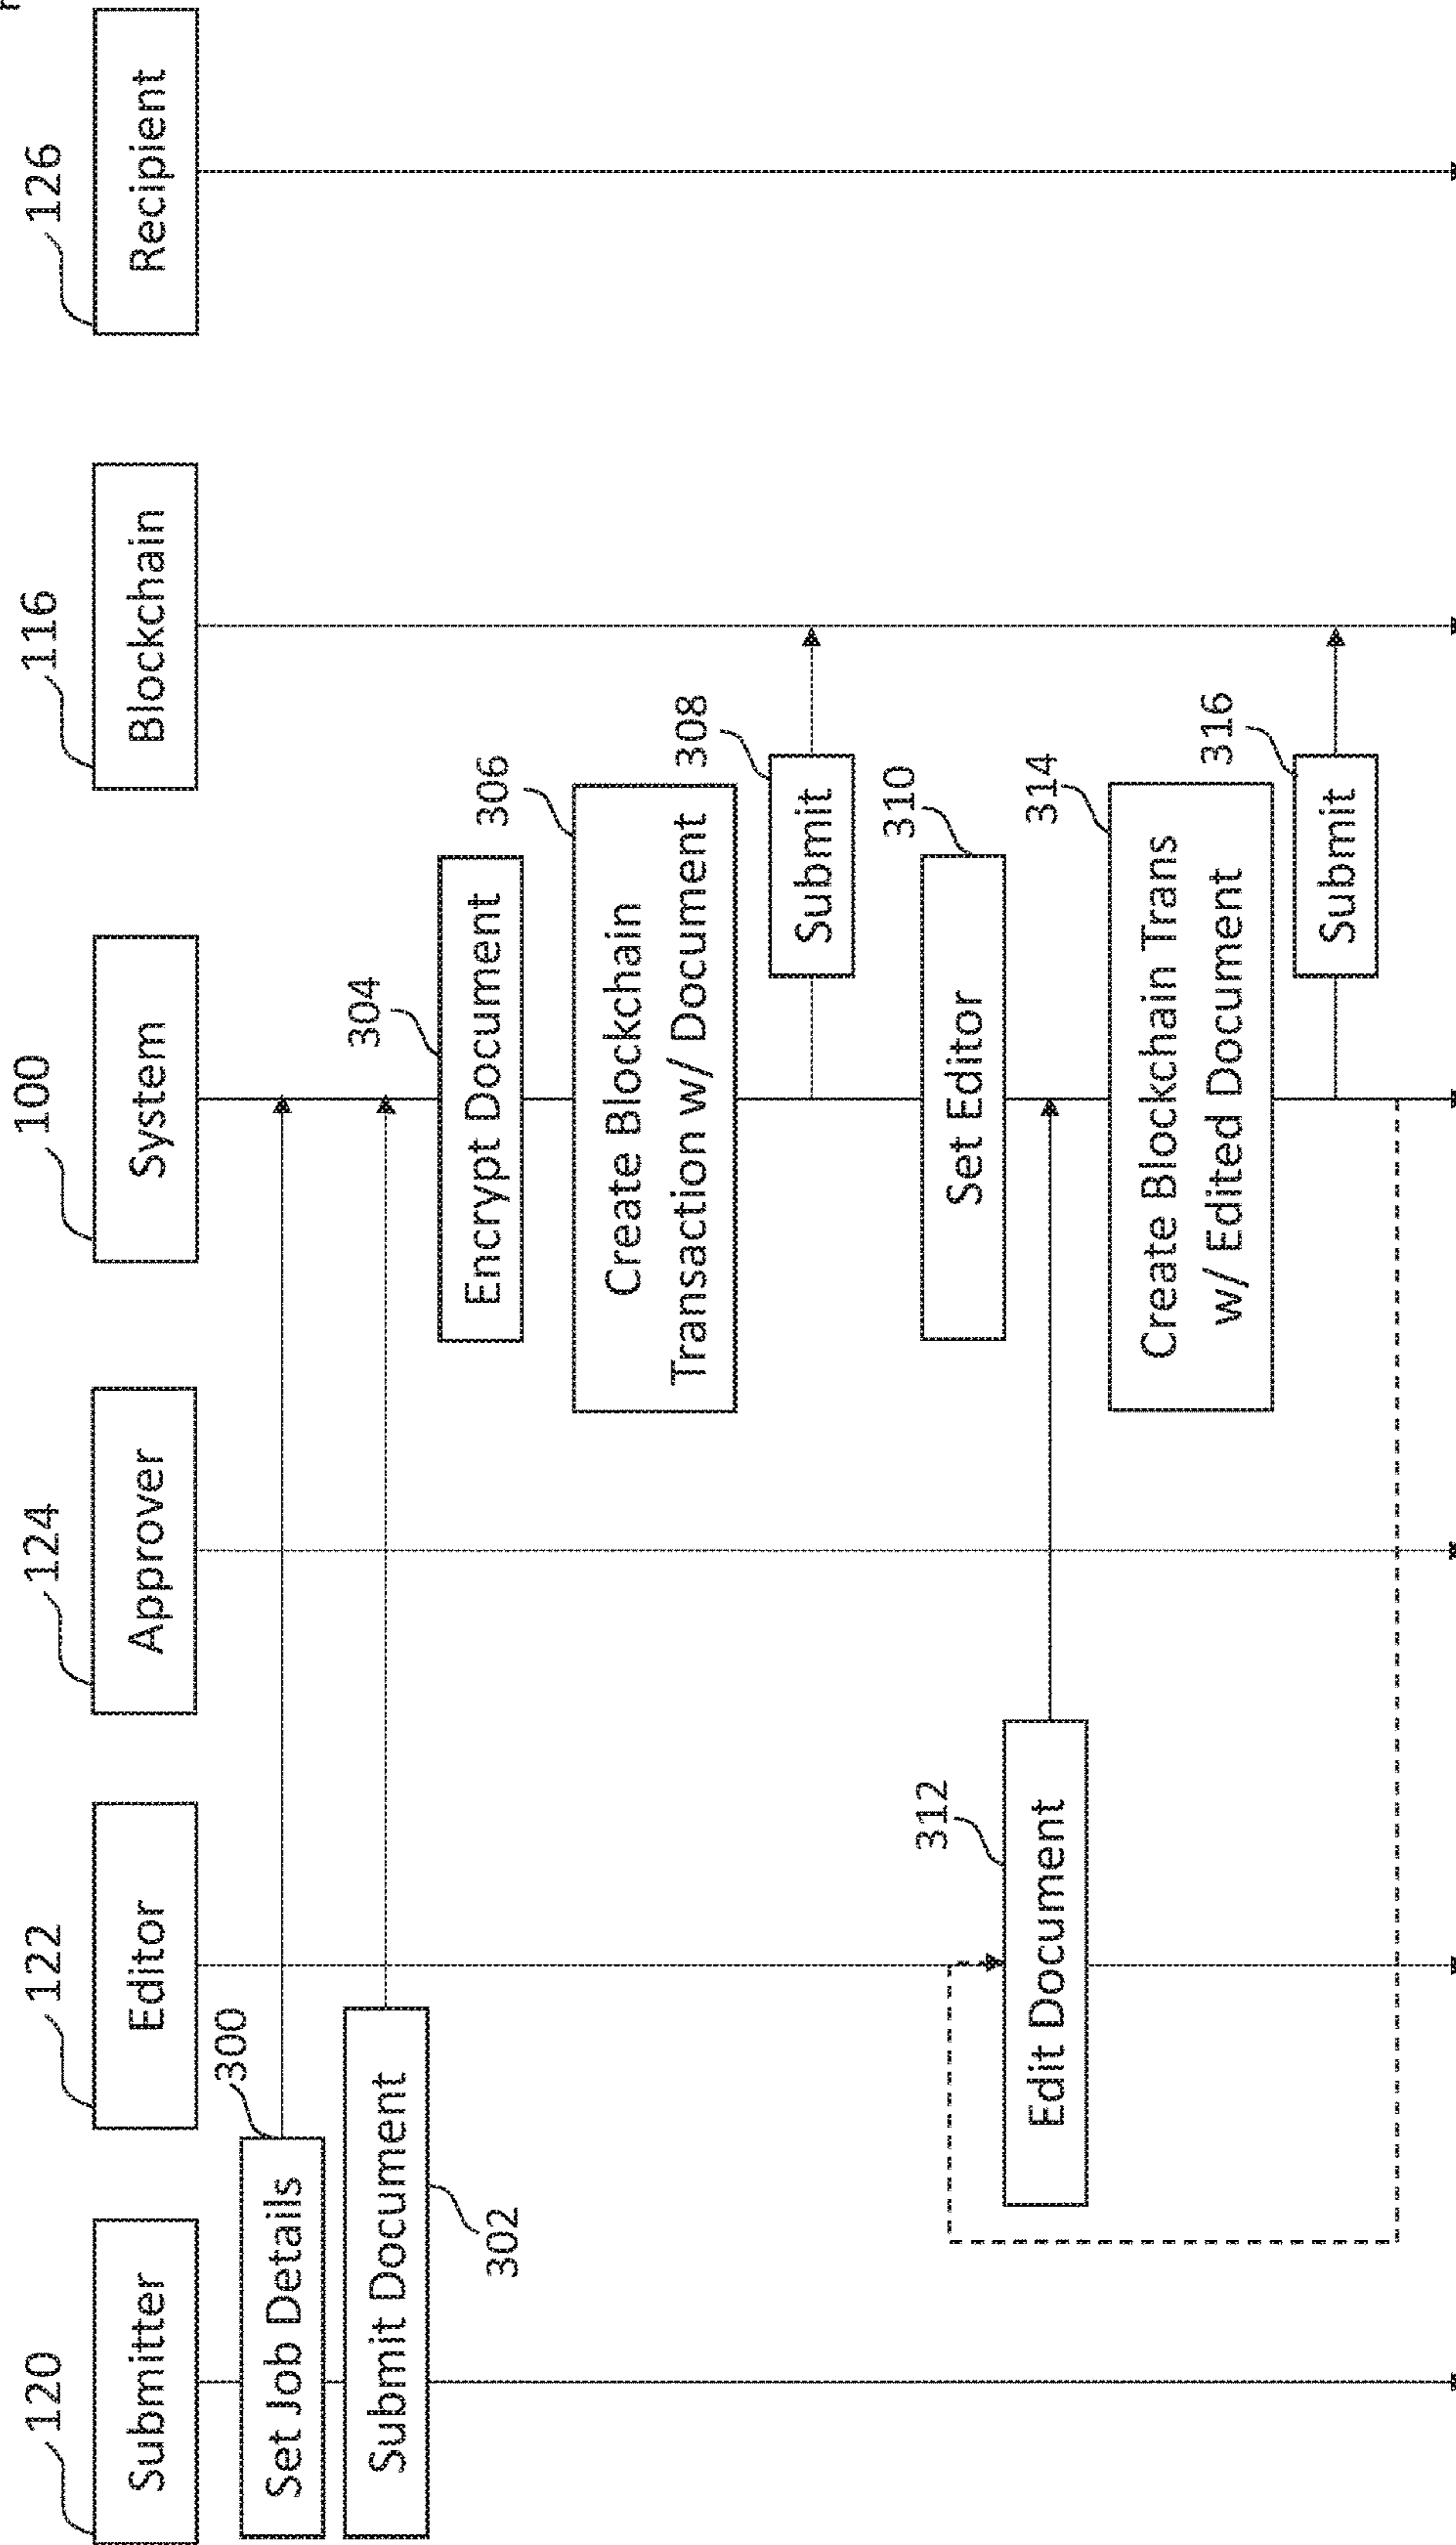 120
122
124
100
116
126
Submitter
Editor
Approver
System
Blockchain
Recipient
300
Set Job Details
Submit Document
302
304
Encrypt Document
306
Create Blockchain
Transaction w/ Document
308
Submit
310
Set Editor
312
Edit Document
314
Create Blockchain Trans
w/ Edited Document
316
Submit